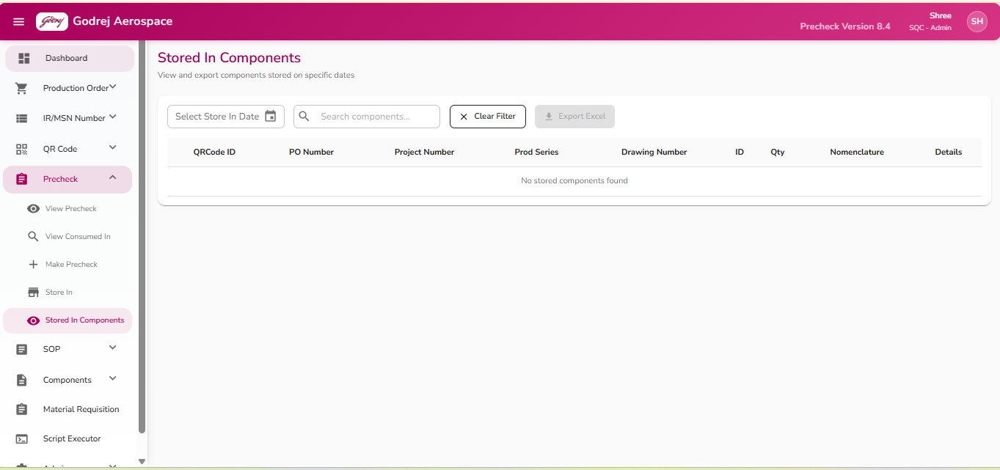 Godrej Godrej Aerospace
Precheck Version 8.4
Shree
SQC - Admin
SH
Dashboard
Production Order
IR/MSN Number
QR Code
Precheck
View Precheck
View Consumed In
Make Precheck
Store In
Stored In Components
SOP
Components
Material Requisition
Script Executor
Stored In Components
View and export components stored on specific dates
Select Store In Date
Search components...
Clear Filter
Export Excel
QRCode ID PO Number Project Number Prod Series Drawing Number ID Qty Nomenclature Details
No stored components found